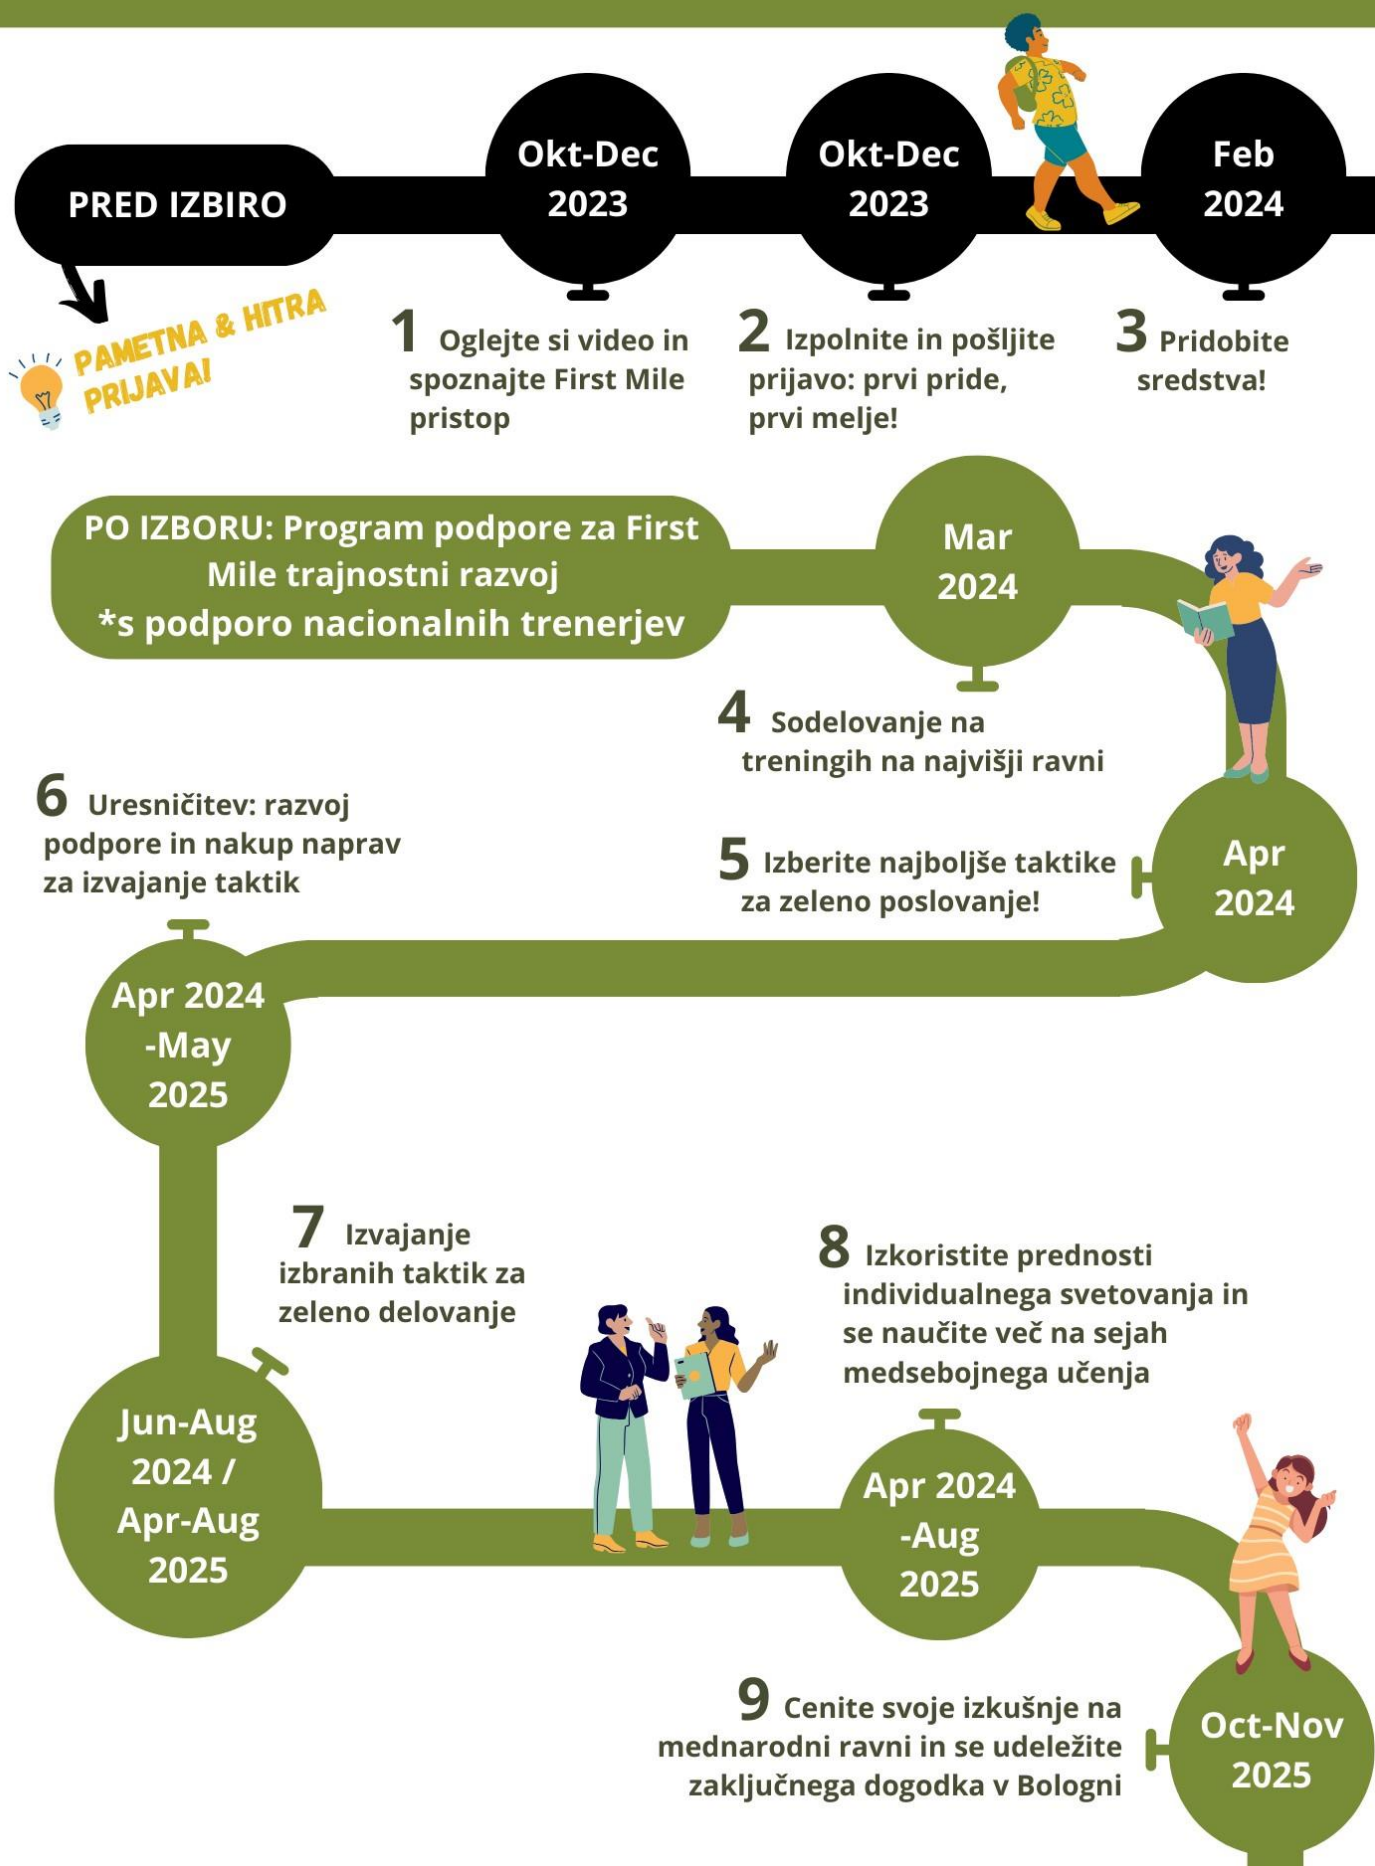 PRED IZBIRO
Okt-Dec
2023
Okt-Dec
2023
Feb
2024
PAMETNA & HITRA
PRIJAVA!
1 Oglejte si video in
spoznajte First Mile
pristop
2 Izpolnite in pošljite
prijavo: prvi pride,
prvi melje!
3 Pridobite
sredstva!
PO IZBORU: Program podpore za First
Mile trajnostni razvoj
*s podporo nacionalnih trenerjev
Mar
2024
4 Sodelovanje na
treningih na najvišji ravni
5 Izberite najboljše taktike
za zeleno poslovanje!
Apr
2024
6 Uresničitev: razvoj
podpore in nakup naprav
za izvajanje taktik
Apr 2024
-May
2025
7 Izvajanje
izbranih taktik za
zeleno delovanje
Jun-Aug
2024 /
Apr-Aug
2025
8 Izkoristite prednosti
individualnega svetovanja in
se naučite več na sejah
medsebojnega učenja
Apr 2024
-Aug
2025
9 Cenite svoje izkušnje na
mednarodni ravni in se udeležite
zaključnega dogodka v Bologni
Oct-Nov
2025